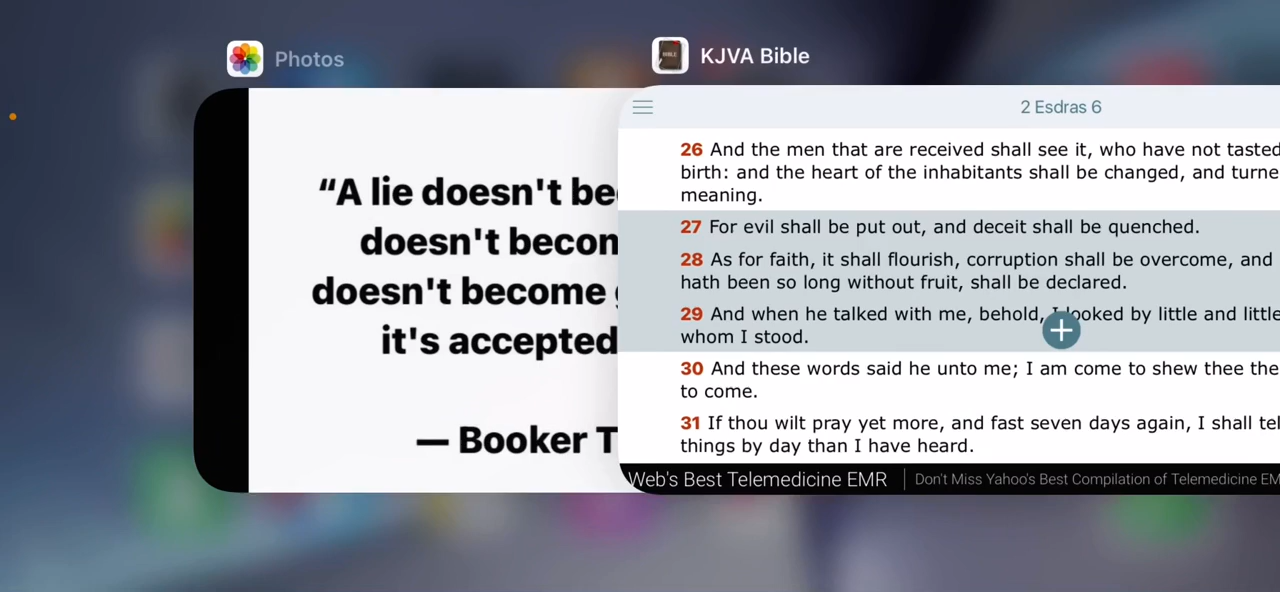 Photos
“A lie doesn't
doesn't
doesn't become
it's accepted
— Booker T
KJVA Bible
BIBLE
2 Esdras 6
26 And the men that are received shall see it, who have not tasted
birth: and the heart of the inhabitants shall be changed, and
meaning.
27 For evil shall be put out, and deceit shall be quenched.
28 As for faith, it shall flourish, corruption shall be overcome, and
hath been so long without fruit, shall be declared.
29 And when he talked with me, behold, I looked by little and little
whom I stood.
30 And these words said he unto me; I am come to shew thee the
to come.
31 If thou wilt pray yet more, and fast seven days again, I shall
things by day than I have heard.
Web's Best Telemedicine EMR
Don't Miss Yahoo's Best Compilation of Telemedicine